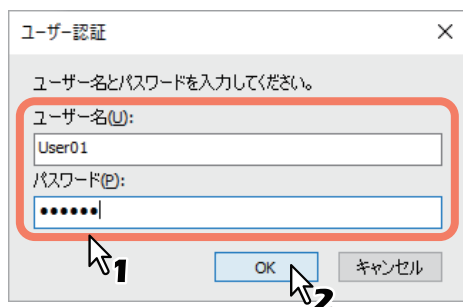 ユーザー認証
ユーザー名とパスワードを入力してください。
ユーザー名(U):
User01
パスワード(P):
••••••
1
OK
キャンセル
2